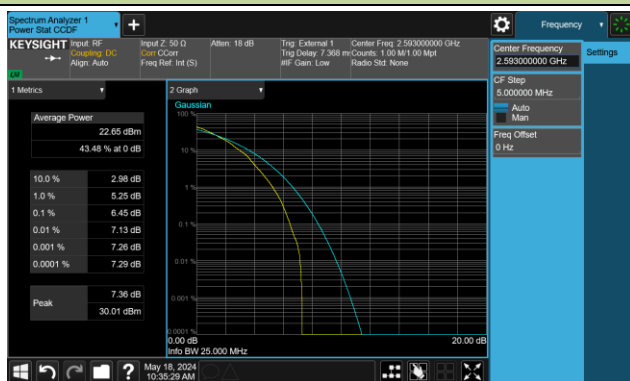 Spectrum Analyzer 1
Power Stat CCDF
+
Frequency
KEYSIGHT
Input: RF
Coupling: DC
Align: Auto
Input Z: 50 Ω
Corr CCorr
Freq Ref: Int (S)
Atten: 18 dB
Trig: External 1
Trig Delay: 7.368 ms
#IF Gain: Low
Center Freq: 2.593000000 GHz
Counts: 1.00 M/1.00 Mpt
Radio Std: None
1 Metrics
Average Power
22.65 dBm
43.48 % at 0 dB
10.0 % 2.98 dB
1.0 % 5.25 dB
0.1 % 6.45 dB
0.01 % 7.13 dB
0.001 % 7.26 dB
0.0001 % 7.29 dB
Peak
7.36 dB
30.01 dBm
2 Graph
Gaussian
100 %
10 %
1 %
0.1 %
0.01 %
0.001 %
0.0001 %
0.00 dB
20.00 dB
Info BW 25.000 MHz
Center Frequency
2.593000000 GHz
Settings
CF Step
5.000000 MHz
Auto
Man
Freq Offset
0 Hz
?
May 18, 2024
10:35:29 AM